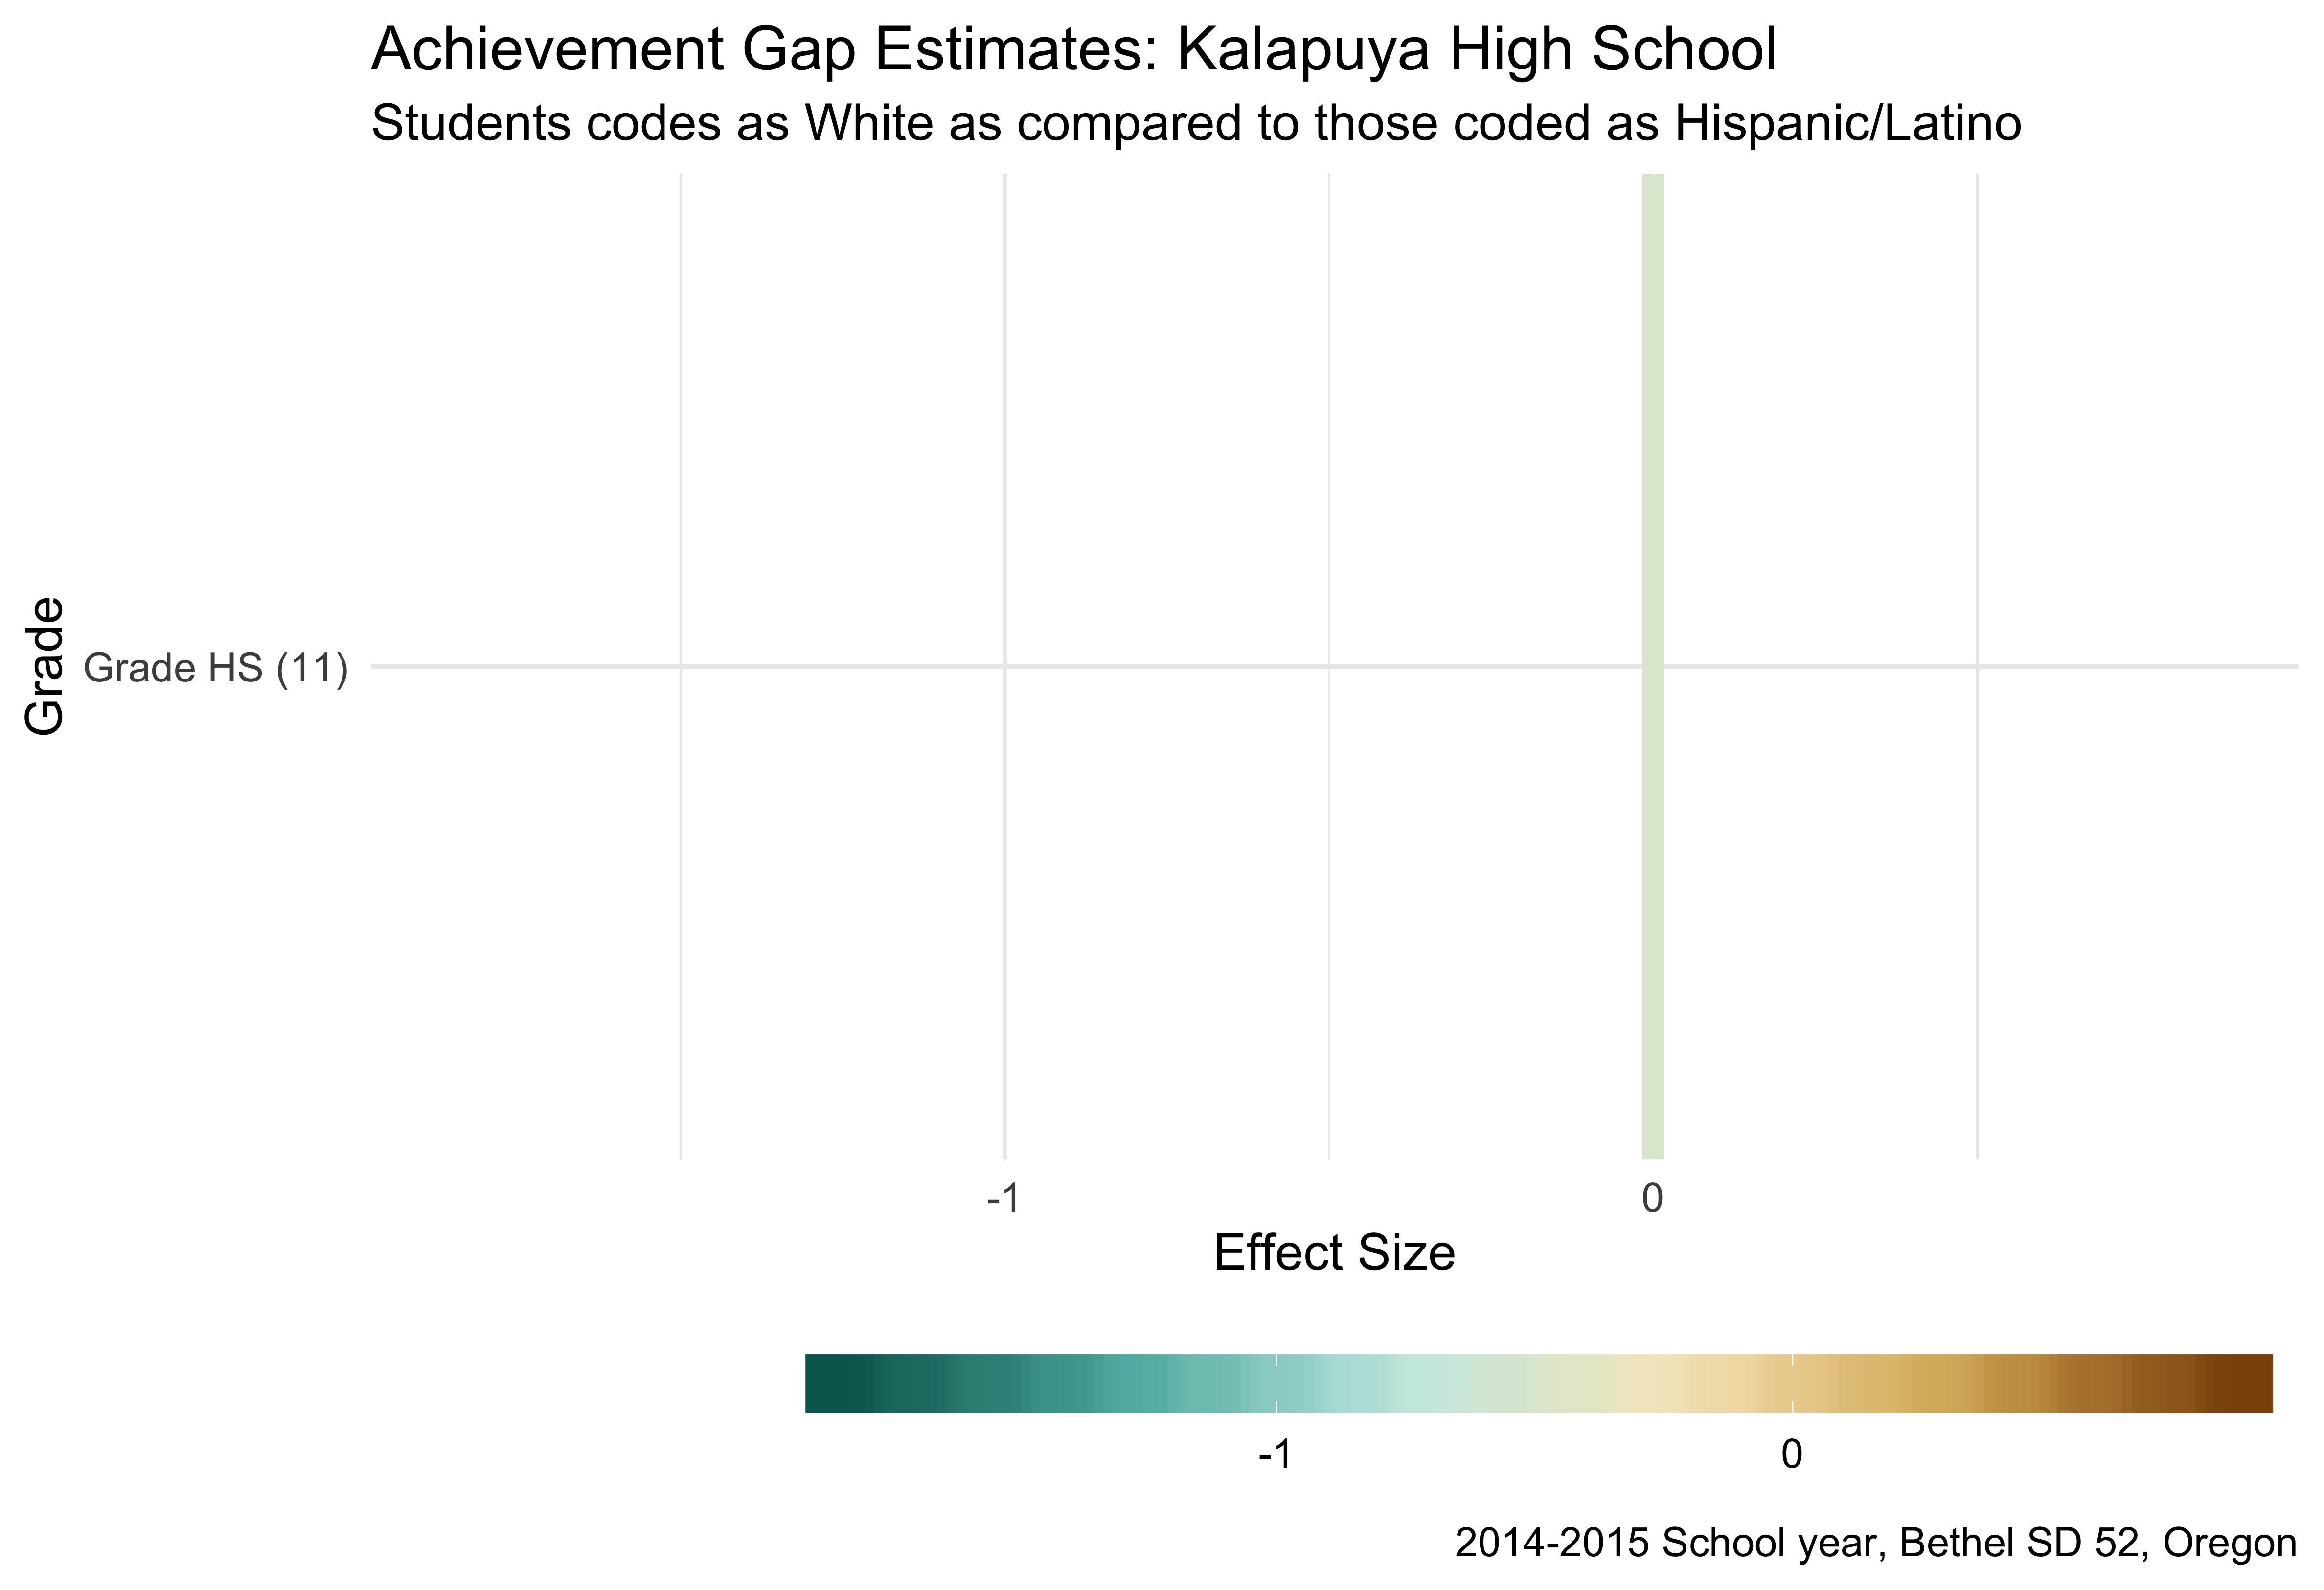 Achievement Gap Estimates: Kalapuya High School
Students codes as White as compared to those coded as Hispanic/Latino
Grade
Grade HS (11)
-1
0
Effect Size
-1
0
2014-2015 School year, Bethel SD 52, Oregon